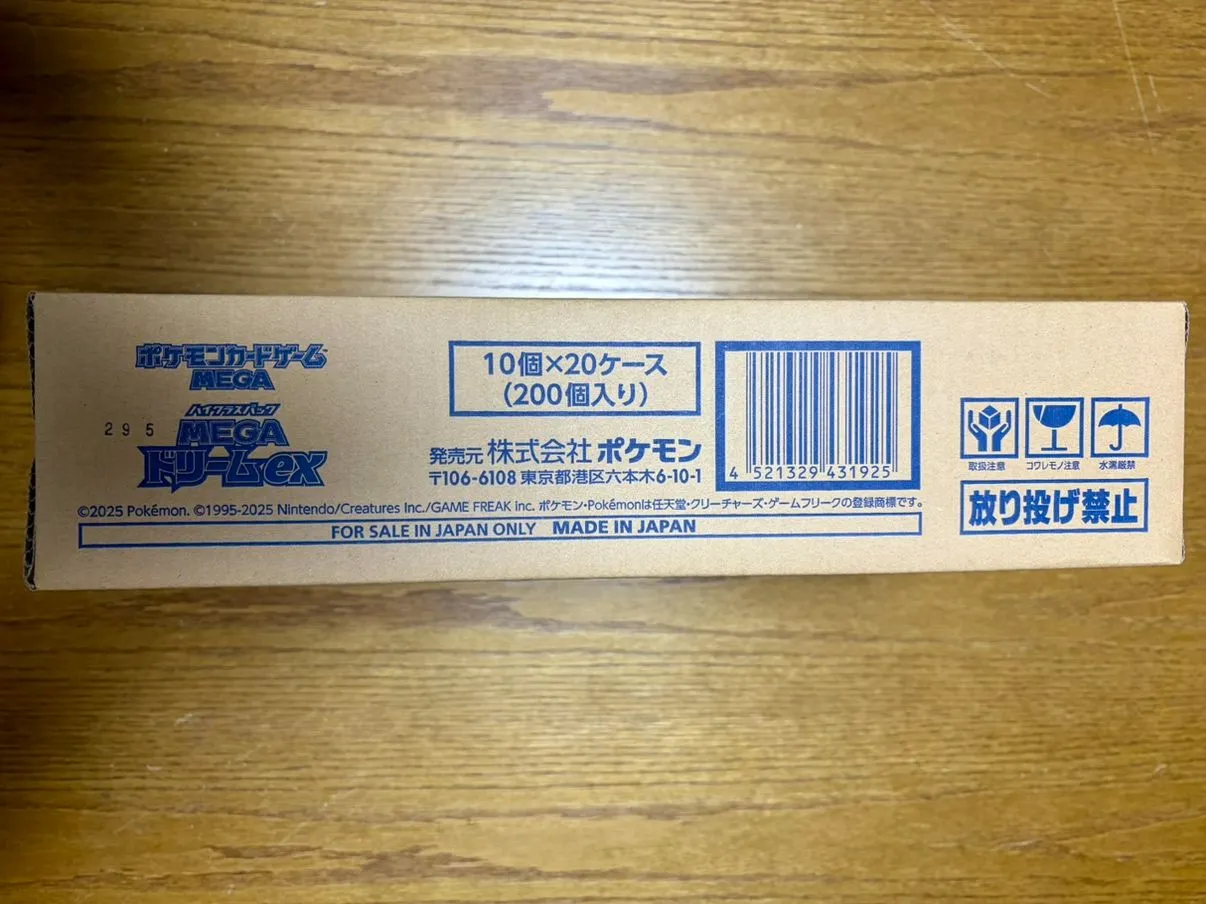 ポケモンカードゲーム
MEGA
ハイクラスパック
MEGA
ドリームex
295
10個×20ケース
(200個入り)
発売元 株式会社 ポケモン
〒106-6108 東京都港区六本木6-10-1
4 521329 431925
取扱注意
コワレモノ注意
水濡厳禁
放り投げ禁止
©2025 Pokémon. ©1995-2025 Nintendo/Creatures Inc./GAME FREAK inc. ポケモン・Pokémonは任天堂・クリーチャーズ・ゲームフリークの登録商標です。
FOR SALE IN JAPAN ONLY MADE IN JAPAN